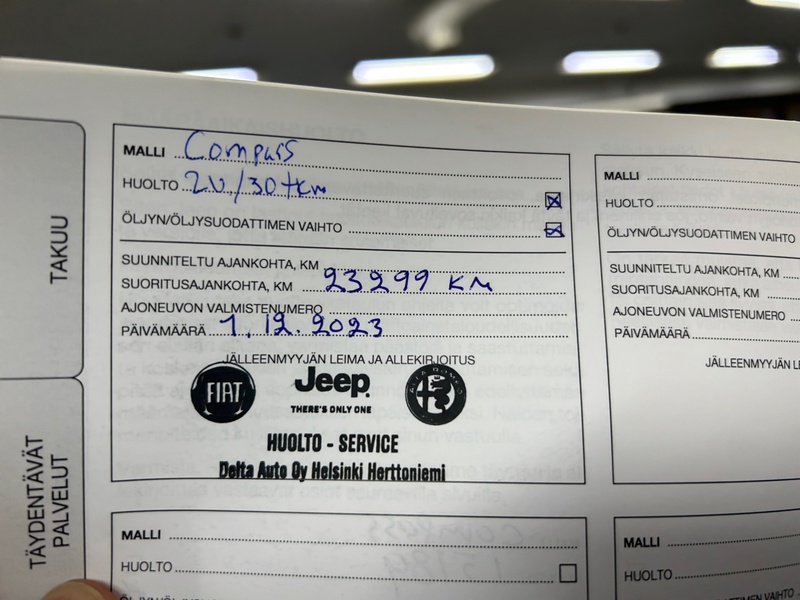 TAKUU
TÄYDENTÄVÄT
PALVELUT
MALLI Compass
HUOLTO 2v./30tkm
ÖLJYN/ÖLJYSUODATTIMEN VAIHTO
SUUNNITELTU AJANKOHTA, KM
SUORITUSAJANKOHTA, KM 23299 KM
AJONEUVON VALMISTENUMERO
PÄIVÄMÄÄRÄ 1.12.2023
JÄLLEENMYYJÄN LEIMA JA ALLEKIRJOITUS
FIAT
Jeep
THERE'S ONLY ONE
ALFA ROMEO
HUOLTO - SERVICE
Delta Auto Oy Helsinki Herttoniemi
MALLI
HUOLTO
MALLI
HUOLTO
ÖLJYN/ÖLJYSUODATTIMEN VAIHTO
SUUNNITELTU AJANKOHTA, KM
SUORITUSAJANKOHTA, KM
AJONEUVON VALMISTENUMERO
PÄIVÄMÄÄRÄ
JÄLLEENMYYJÄN
MALLI
HUOLTO